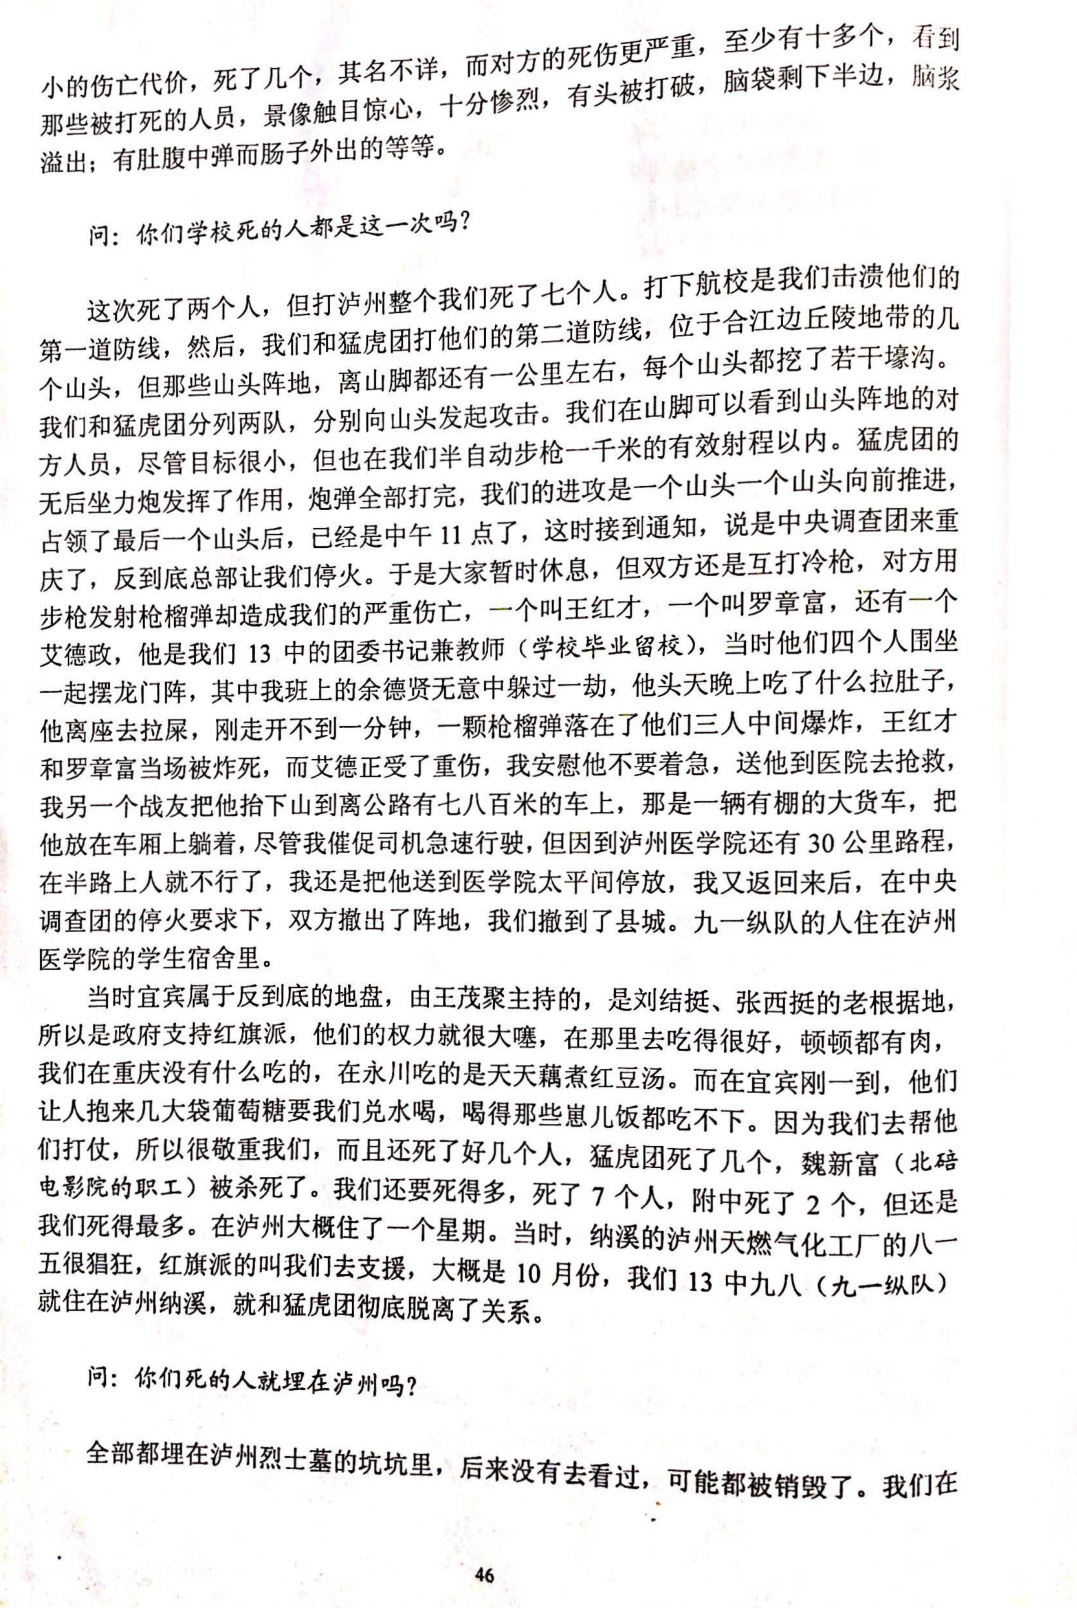 小的伤亡代价，死了几个，其名不详，而对方的死伤更严重，至少有十多个，看到
那些被打死的人员，景像触目惊心，十分惨烈，有头被打破，脑袋剩下半边，脑浆
溢出；有肚腹中弹而肠子外出的等等。
问：你们学校死的人都是这一次吗？
这次死了两个人，但打泸州整个我们死了七个人。打下航校是我们击溃他们的
第一道防线，然后，我们和猛虎团打他们的第二道防线，位于合江边丘陵地带的几
个山头，但那些山头阵地，离山脚都还有一公里左右，每个山头都挖了若干壕沟。
我们和猛虎团分列两队，分别向山头发起攻击。我们在山脚可以看到山头阵地的对
方人员，尽管目标很小，但也在我们半自动步枪一千米的有效射程以内。猛虎团的
无后坐力炮发挥了作用，炮弹全部打完，我们的进攻是一个山头一个山头向前推进，
占领了最后一个山头后，已经是中午 11 点了，这时接到通知，说是中央调查团来重
庆了，反到底总部让我们停火。于是大家暂时休息，但双方还是互打冷枪，对方用
步枪发射枪榴弹却造成我们的严重伤亡，一个叫王红才，一个叫罗章富，还有一个
艾德政，他是我们 13 中的团委书记兼教师（学校毕业留校），当时他们四个人围坐
一起摆龙门阵，其中我班上的余德贤无意中躲过一劫，他头天晚上吃了什么拉肚子，
他离座去拉屎，刚走开不到一分钟，一颗枪榴弹落在了他们三人中间爆炸，王红才
和罗章富当场被炸死，而艾德正受了重伤，我安慰他不要着急，送他到医院去抢救，
我另一个战友把他抬下山到离公路有七八百米的车上，那是一辆有棚的大货车，把
他放在车厢上躺着，尽管我催促司机急速行驶，但因到泸州医学院还有 30 公里路程，
在半路上人就不行了，我还是把他送到医学院太平间停放，我又返回来后，在中央
调查团的停火要求下，双方撤出了阵地，我们撤到了县城。九一纵队的人住在泸州
医学院的学生宿舍里。
当时宜宾属于反到底的地盘，由王茂聚主持的，是刘结挺、张西挺的老根据地，
所以是政府支持红旗派，他们的权力就很大噻，在那里去吃得很好，顿顿都有肉，
我们在重庆没有什么吃的，在永川吃的是天天藕煮红豆汤。而在宜宾刚一到，他们
让人抱来几大袋葡萄糖要我们兑水喝，喝得那些崽儿饭都吃不下。因为我们去帮他
们打仗，所以很敬重我们，而且还死了好几个人，猛虎团死了几个，魏新富（北碚
电影院的职工）被杀死了。我们还要死得多，死了 7 个人，附中死了 2 个，但还是
我们死得最多。在泸州大概住了一个星期。当时，纳溪的泸州天燃气化工厂的八一
五很猖狂，红旗派的叫我们去支援，大概是 10 月份，我们 13 中九八（九一纵队）
就住在泸州纳溪，就和猛虎团彻底脱离了关系。
问：你们死的人就埋在泸州吗？
全部都埋在泸州烈士墓的坑坑里，后来没有去看过，可能都被销毁了。我们在
46